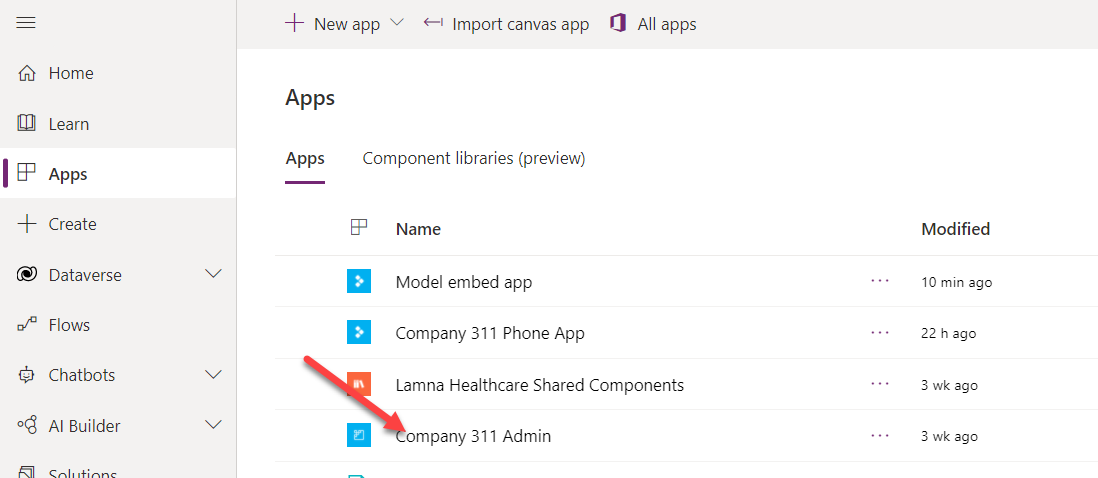 New app
Import canvas app
All apps
Home
Learn
Apps
Create
Dataverse
Flows
Chatbots
AI Builder
Solutions
Apps
Apps
Component libraries (preview)
Name
Modified
Model embed app
10 min ago
Company 311 Phone App
22 h ago
Lamna Healthcare Shared Components
3 wk ago
Company 311 Admin
3 wk ago